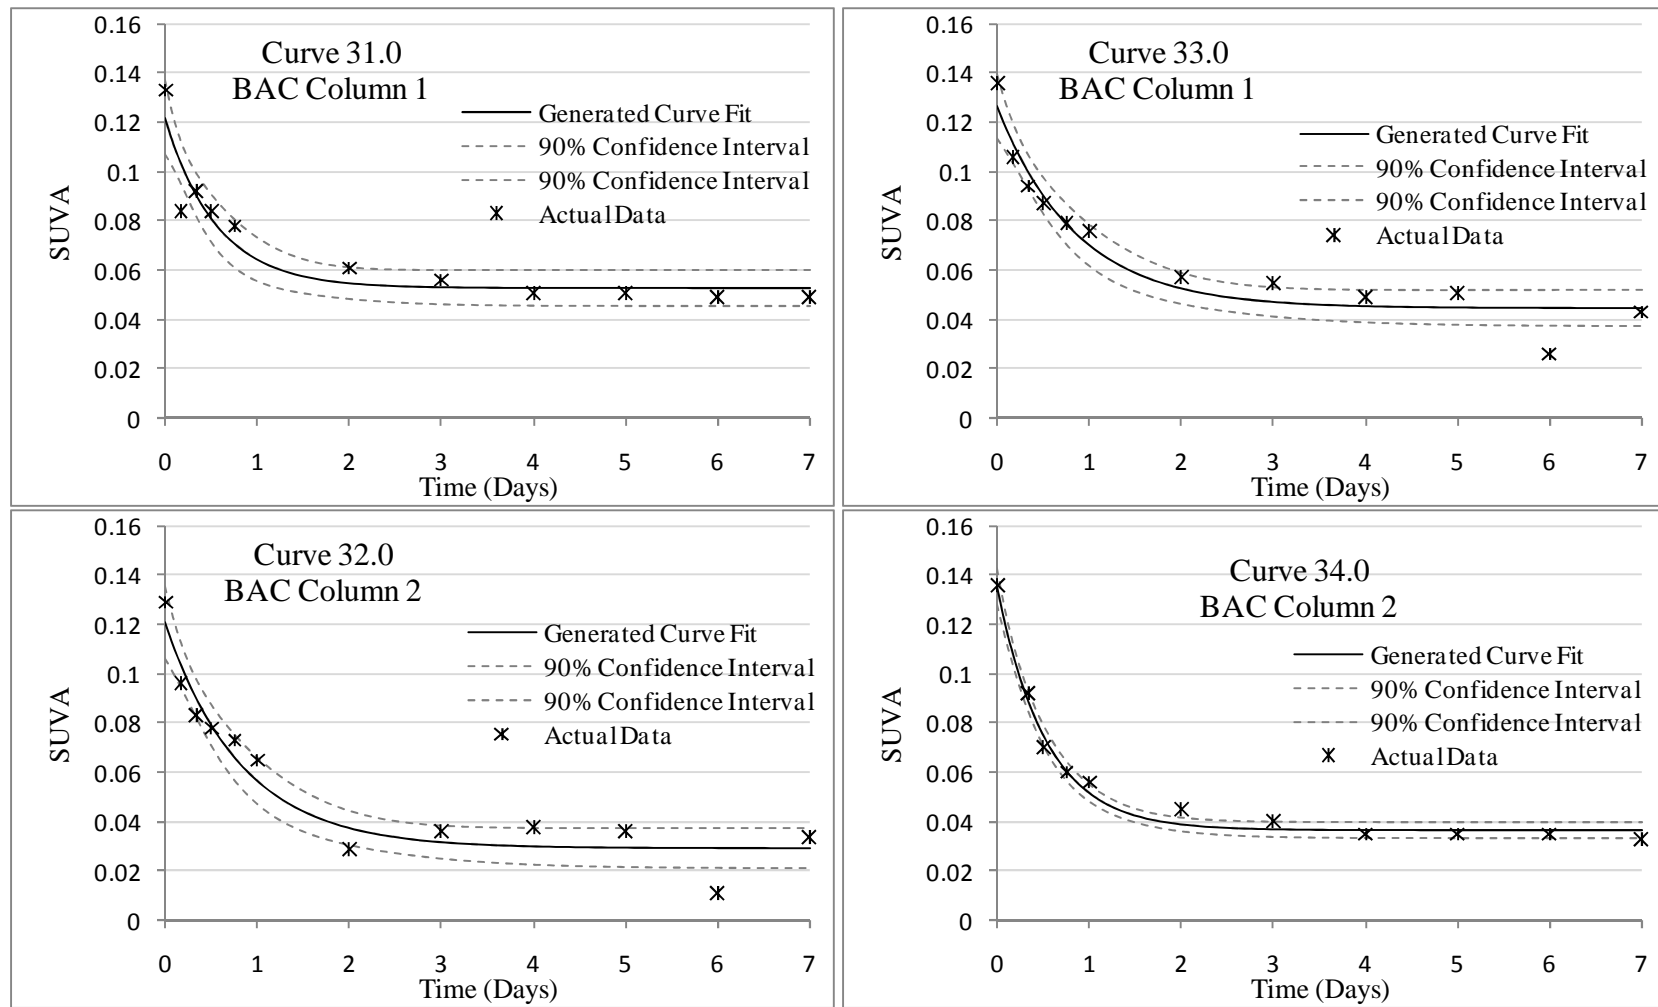 Curve 31.0
BAC Column 1
SUVA
0.16
0.14
0.12
0.1
0.08
0.06
0.04
0.02
0
Generated Curve Fit
90% Confidence Interval
90% Confidence Interval
Actual Data
0 1 2 3 4 5 6 7
Time (Days)
Curve 33.0
BAC Column 1
SUVA
0.16
0.14
0.12
0.1
0.08
0.06
0.04
0.02
0
Generated Curve Fit
90% Confidence Interval
90% Confidence Interval
Actual Data
0 1 2 3 4 5 6 7
Time (Days)
Curve 32.0
BAC Column 2
SUVA
0.16
0.14
0.12
0.1
0.08
0.06
0.04
0.02
0
Generated Curve Fit
90% Confidence Interval
90% Confidence Interval
Actual Data
0 1 2 3 4 5 6 7
Time (Days)
Curve 34.0
BAC Column 2
SUVA
0.16
0.14
0.12
0.1
0.08
0.06
0.04
0.02
0
Generated Curve Fit
90% Confidence Interval
90% Confidence Interval
Actual Data
0 1 2 3 4 5 6 7
Time (Days)